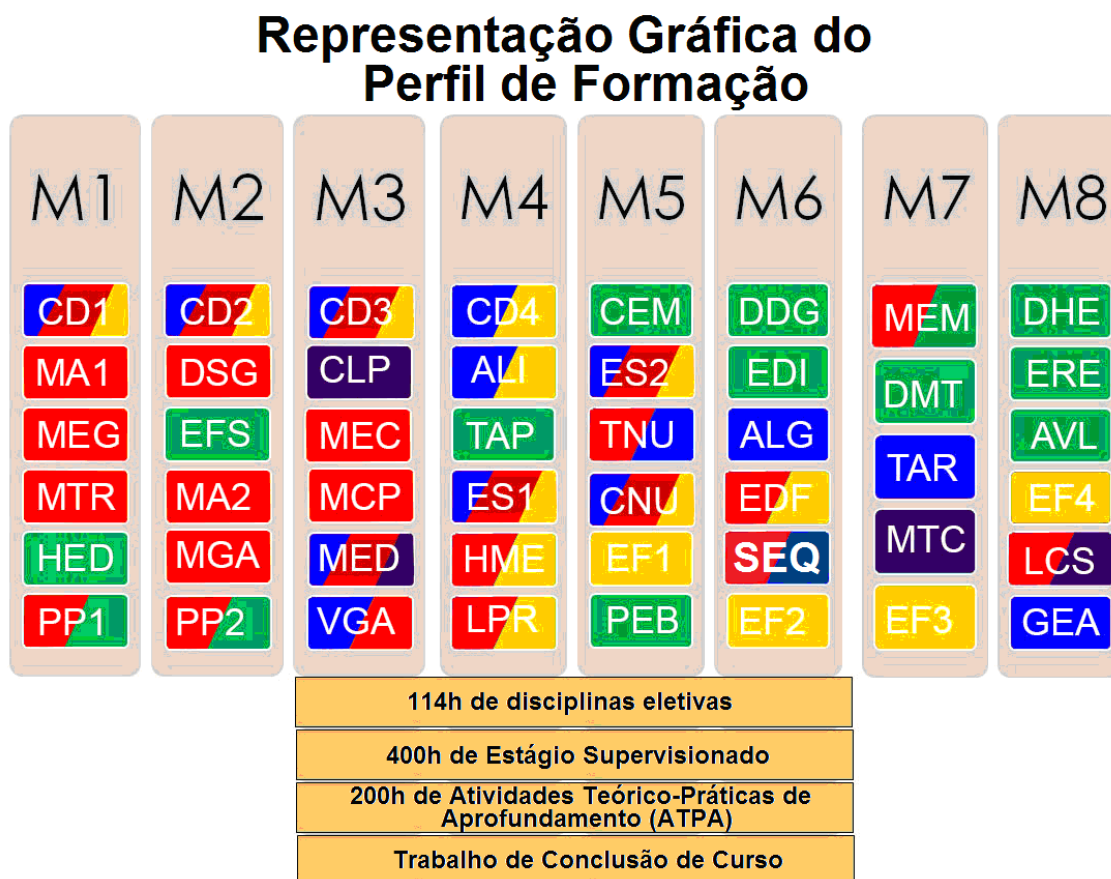 Representação Gráfica do
Perfil de Formação
M1 M2 M3 M4 M5 M6 M7 M8
CD1 CD2 CD3 CD4 CEM DDG MEM DHE
MA1 DSG CLP ALI ES2 EDI DMT ERE
MEG EFS MEC TAP TNU ALG TAR AVL
MTR MA2 MCP ES1 CNU EDF MTC EF4
HED MGA MED HME EF1 SEQ EF3 LCS
PP1 PP2 VGA LPR PEB EF2 GEA
114h de disciplinas eletivas
400h de Estágio Supervisionado
200h de Atividades Teórico-Práticas de
Aprofundamento (ATPA)
Trabalho de Conclusão de Curso